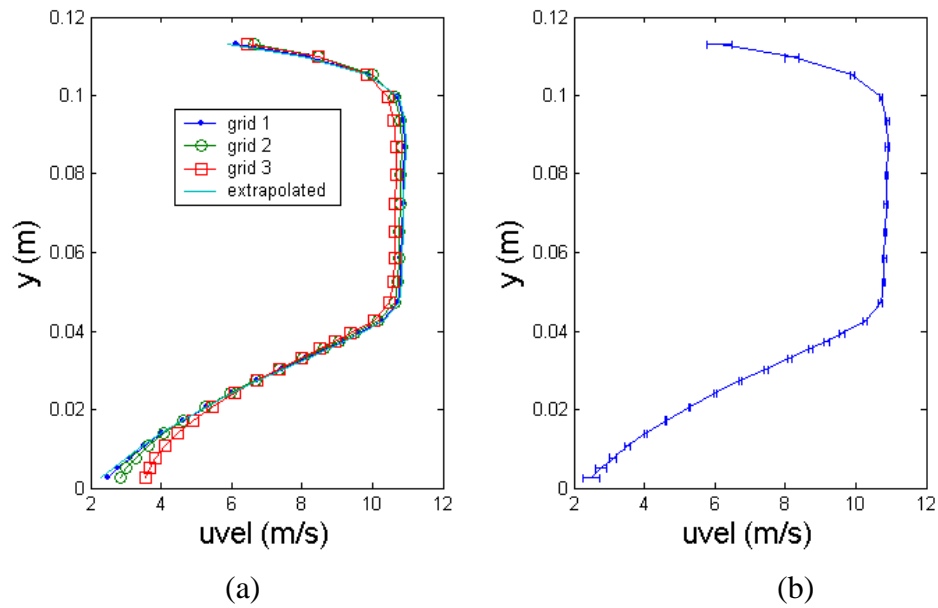 0.12
0.1
0.08
0.06
0.04
0.02
0
y (m)
2 4 6 8 10 12
uvel (m/s)
grid 1
grid 2
grid 3
extrapolated
(a)
0.12
0.1
0.08
0.06
0.04
0.02
0
y (m)
2 4 6 8 10 12
uvel (m/s)
(b)